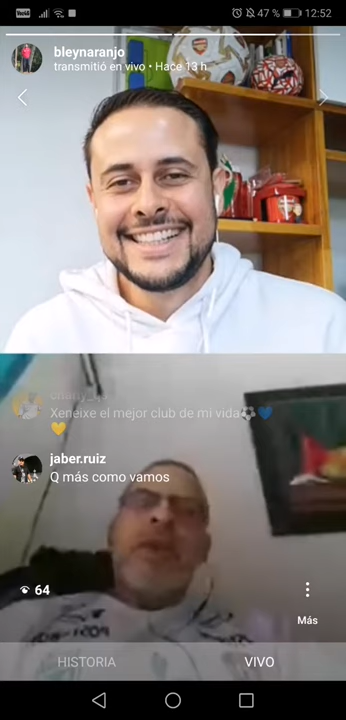 VoLTE
47 %
12:52
bleynaranjo
transmitió en vivo • Hace 13 h
Xeneixe el mejor club de mi vida⚽💙
💛
jaber.ruiz
Q más como vamos
64
Más
HISTORIA
VIVO